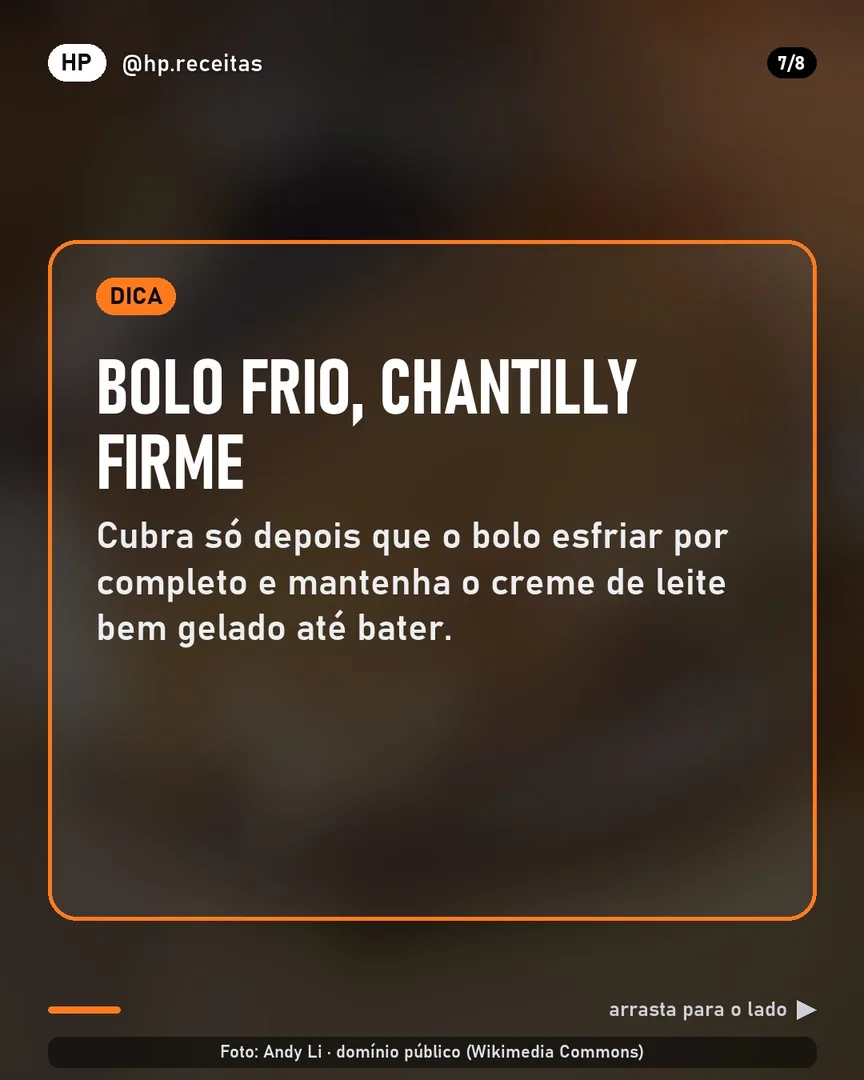 HP @hp.receitas 7/8
DICA
BOLO FRIO, CHANTILLY
FIRME
Cubra só depois que o bolo esfriar por
completo e mantenha o creme de leite
bem gelado até bater.
arrasta para o lado ▶
Foto: Andy Li · domínio público (Wikimedia Commons)